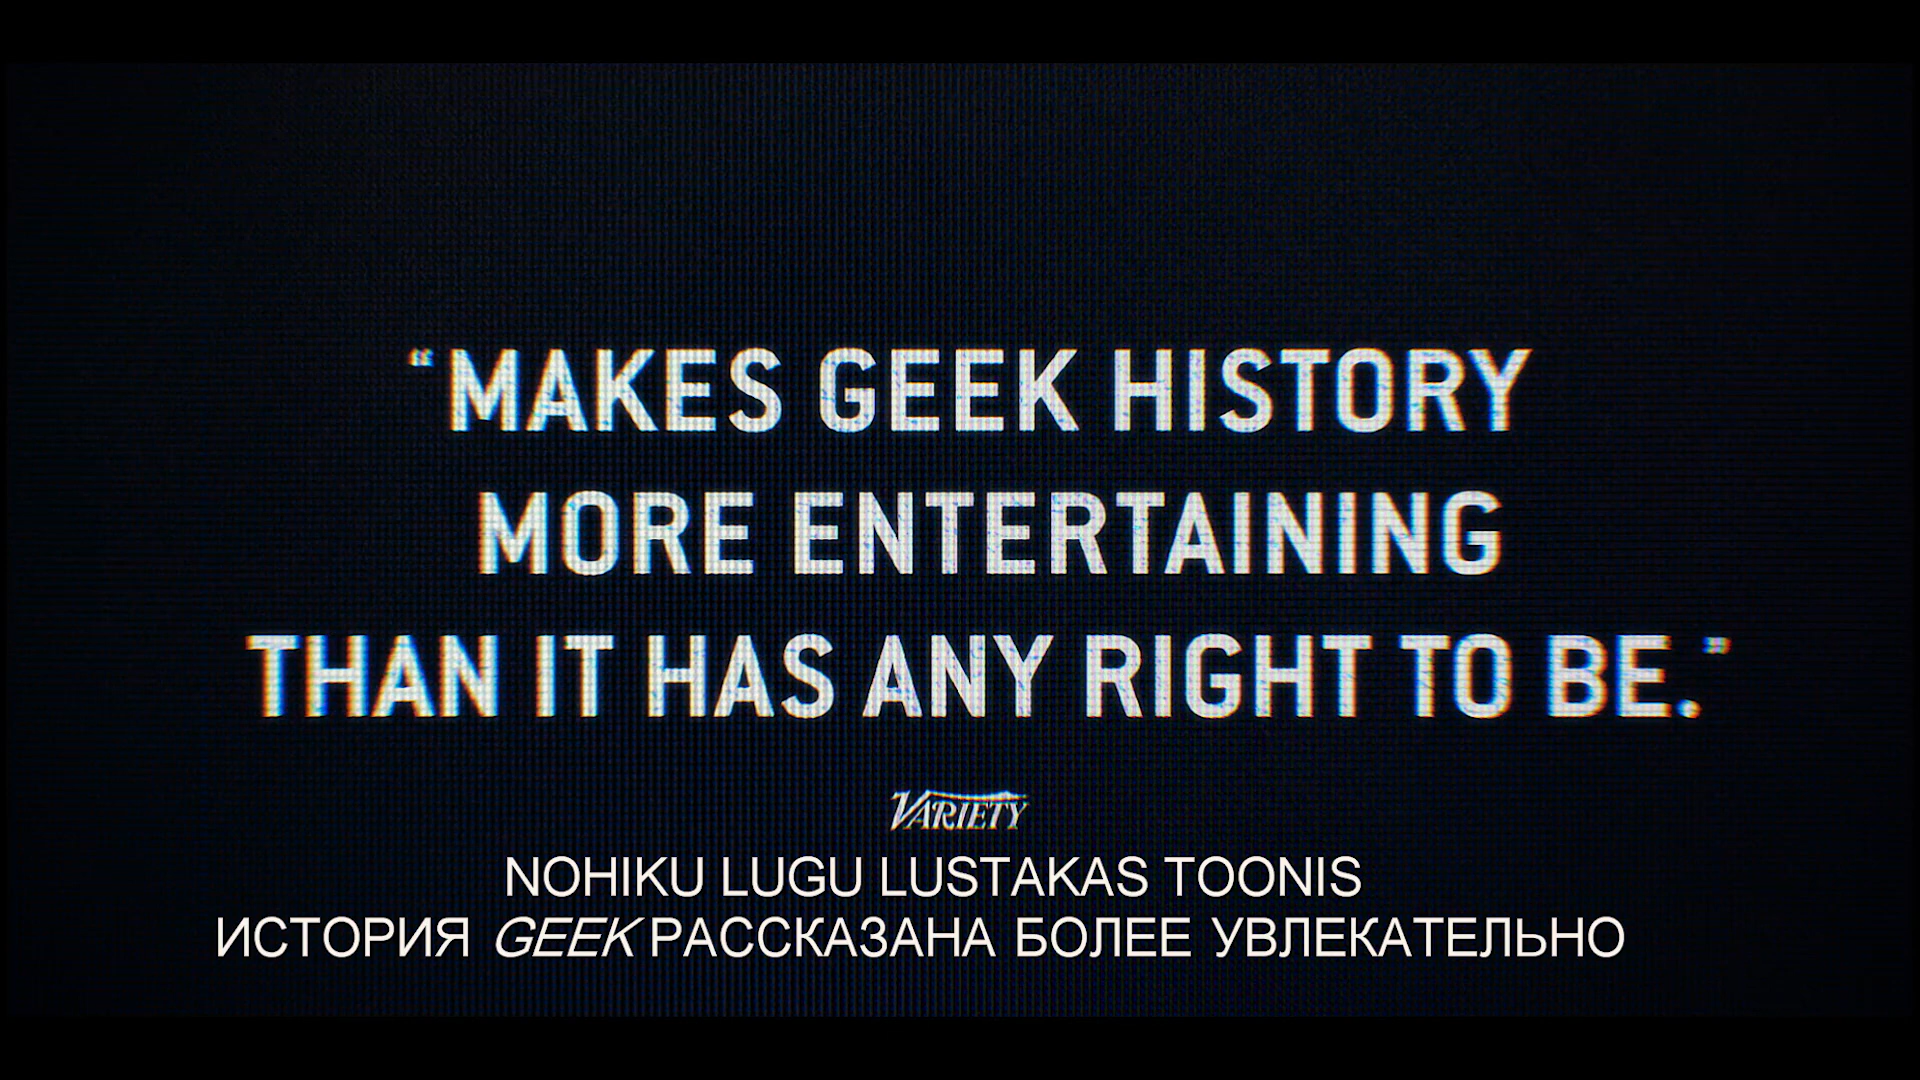 “MAKES GEEK HISTORY
MORE ENTERTAINING
THAN IT HAS ANY RIGHT TO BE.”
VARIETY
NOHIKU LUGU LUSTAKAS TOONIS
ИСТОРИЯ GEEK РАССКАЗАНА БОЛЕЕ УВЛЕКАТЕЛЬНО